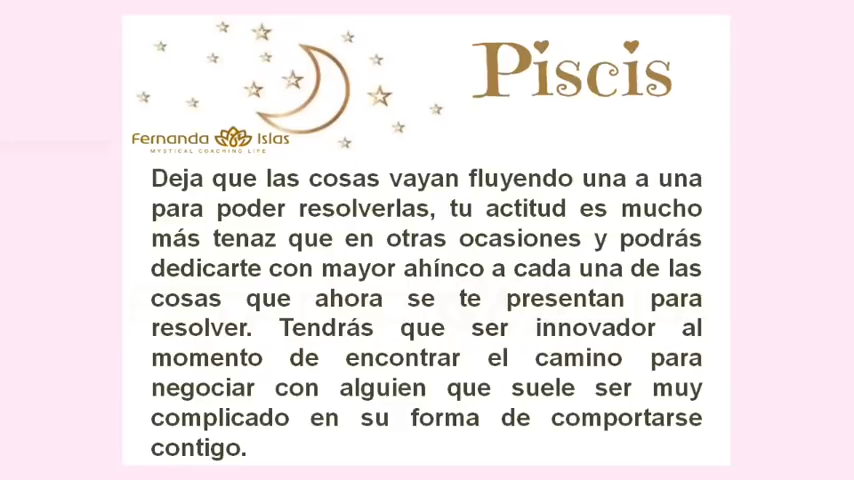 Piscis
Fernanda Islas
MYSTICAL COACHING LIFE
Deja que las cosas vayan fluyendo una a una
para poder resolverlas, tu actitud es mucho
más tenaz que en otras ocasiones y podrás
dedicarte con mayor ahínco a cada una de las
cosas que ahora se te presentan para
resolver. Tendrás que ser innovador al
momento de encontrar el camino para
negociar con alguien que suele ser muy
complicado en su forma de comportarse
contigo.